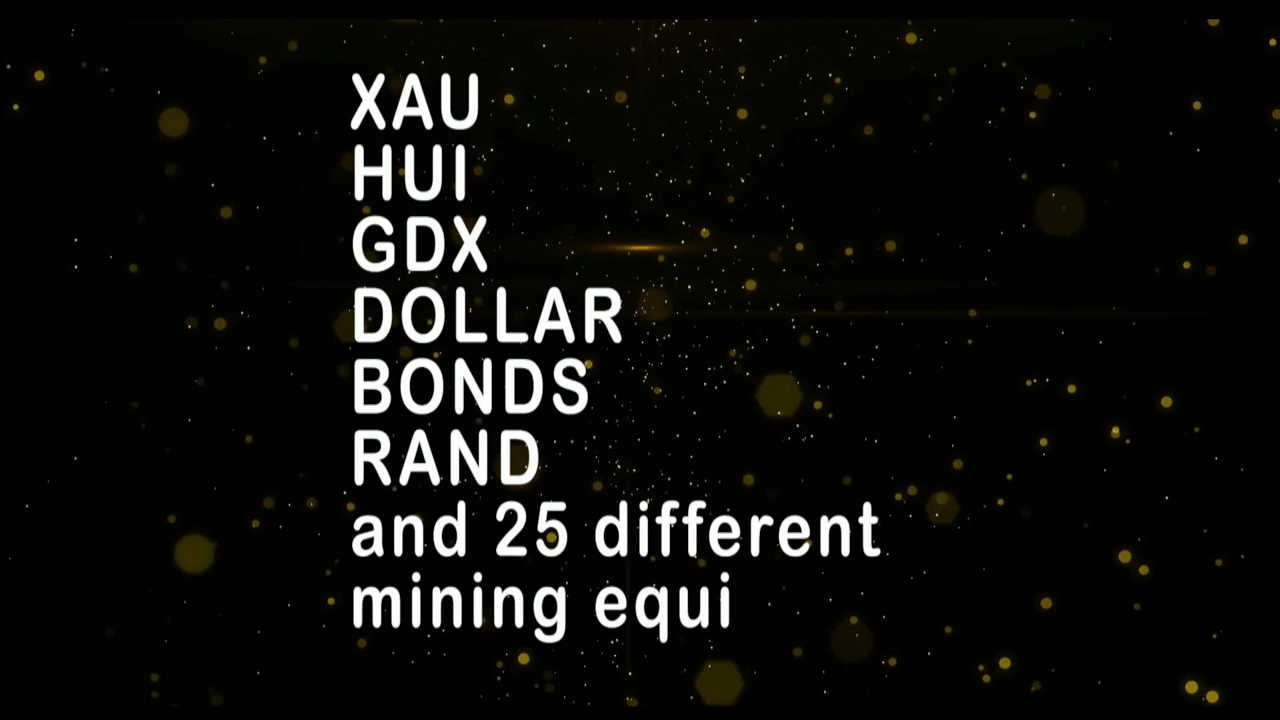 XAU
HUI
GDX
DOLLAR
BONDS
RAND
and 25 different
mining equi